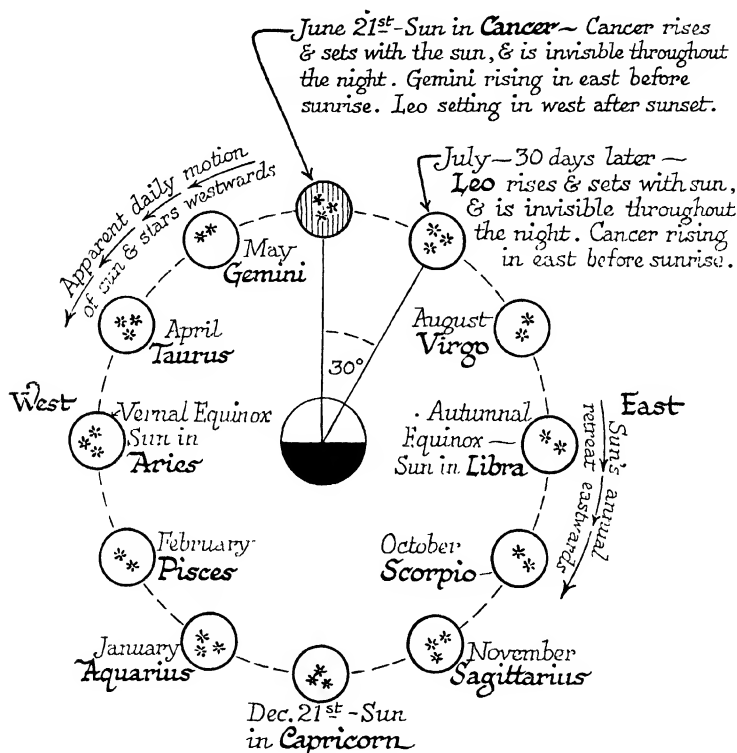 June 21st - Sun in Cancer ~ Cancer rises
& sets with the sun, & is invisible throughout
the night. Gemini rising in east before
sunrise. Leo setting in west after sunset.
July — 30 days later —
Leo rises & sets with sun,
& is invisible throughout
the night. Cancer rising
in east before sunrise.
Apparent daily motion
of sun & stars westwards
May
Gemini
April
Taurus
August
Virgo
30°
West
Vernal Equinox
Sun in
Aries
Autumnal
Equinox —
Sun in Libra
East
Sun's annual
retreat eastwards
February
Pisces
October
Scorpio
January
Aquarius
November
Sagittarius
Dec. 21st - Sun
in Capricorn